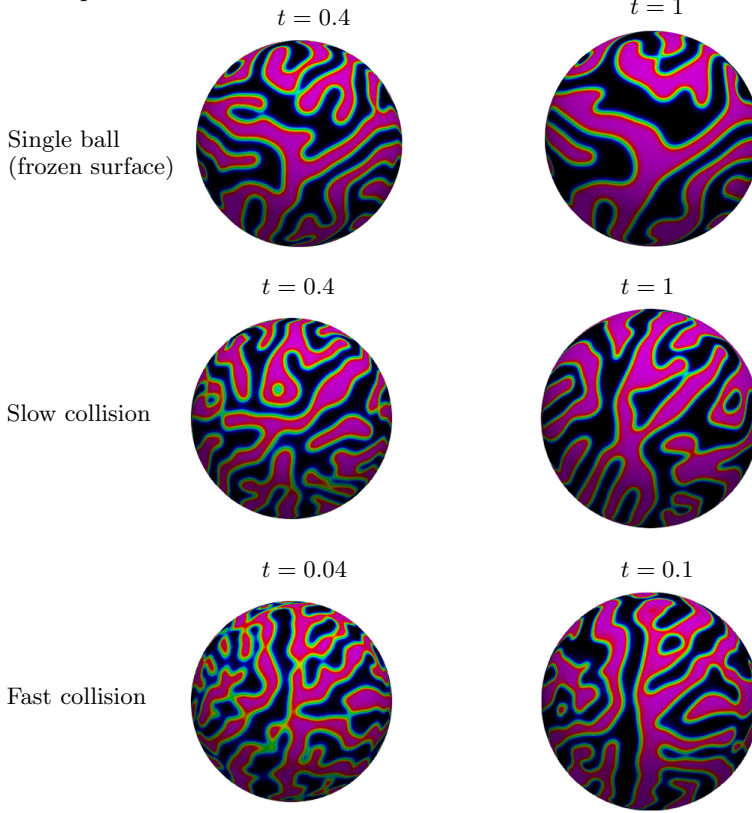 t = 0.4
t = 1
Single ball
(frozen surface)
t = 0.4
t = 1
Slow collision
t = 0.04
t = 0.1
Fast collision